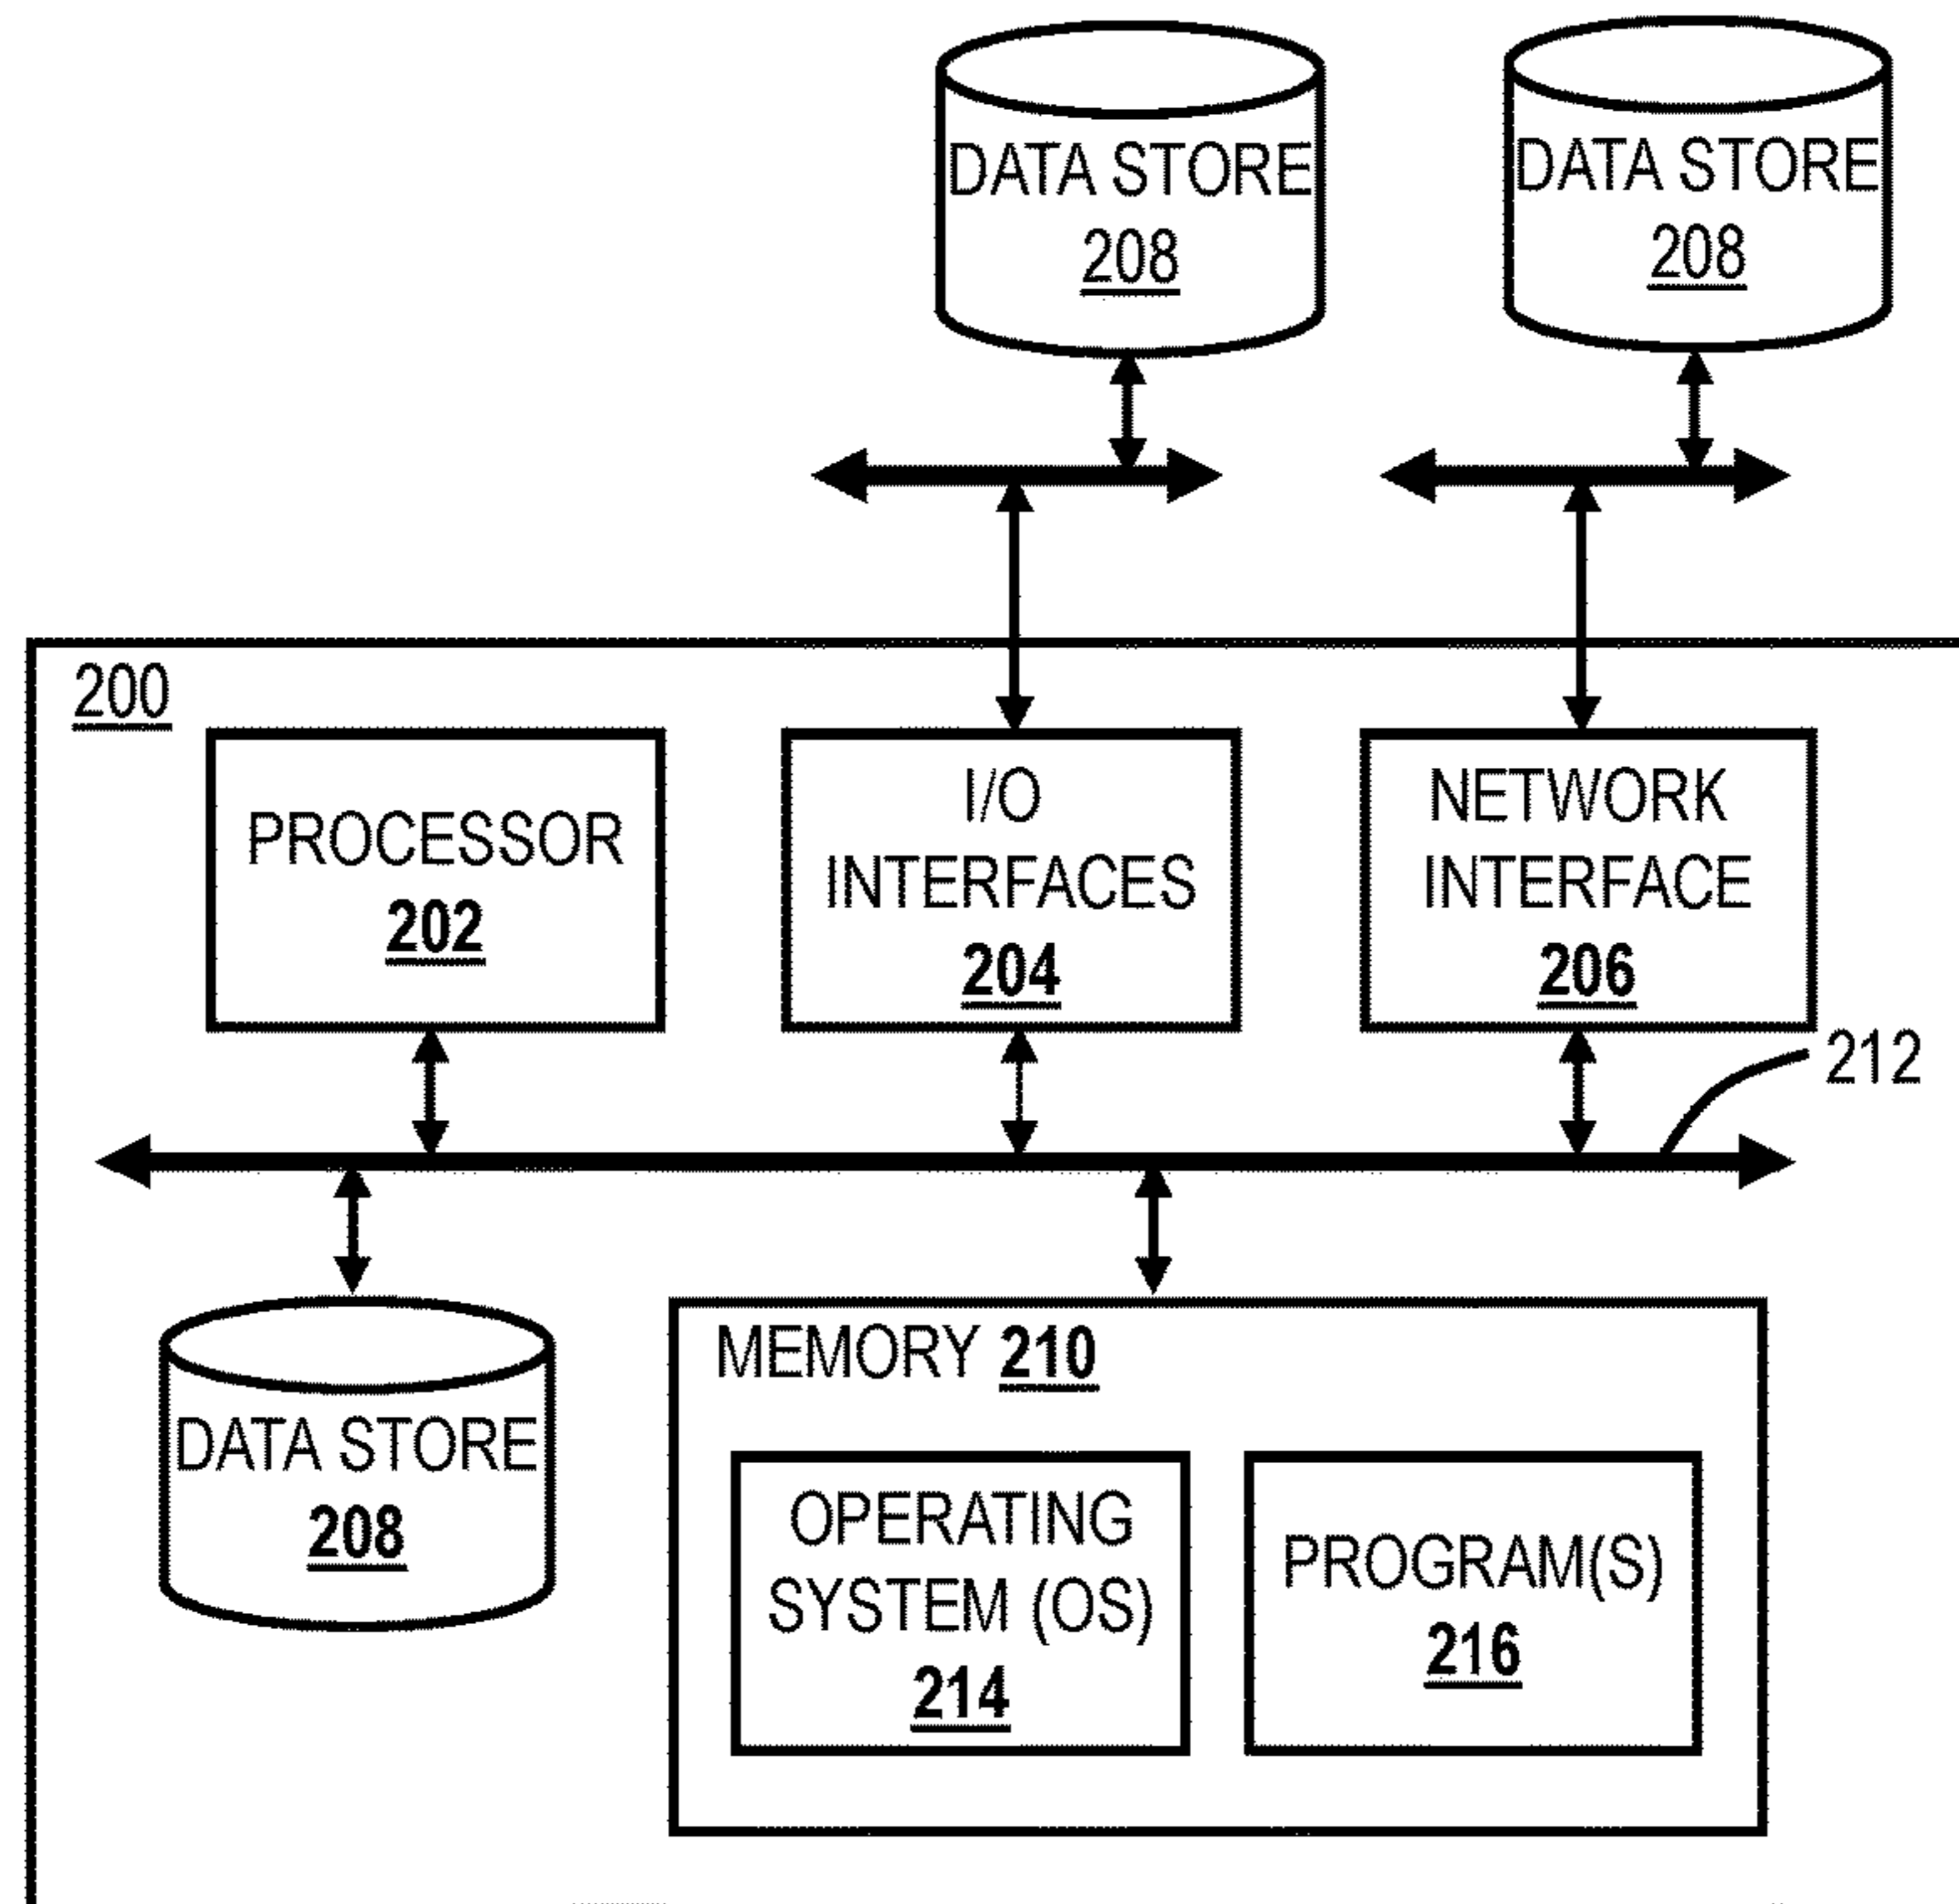 DATA STORE
208
DATA STORE
208
200
PROCESSOR
202
I/O
INTERFACES
204
NETWORK
INTERFACE
206
212
DATA STORE
208
MEMORY 210
OPERATING
SYSTEM (OS)
214
PROGRAM(S)
216